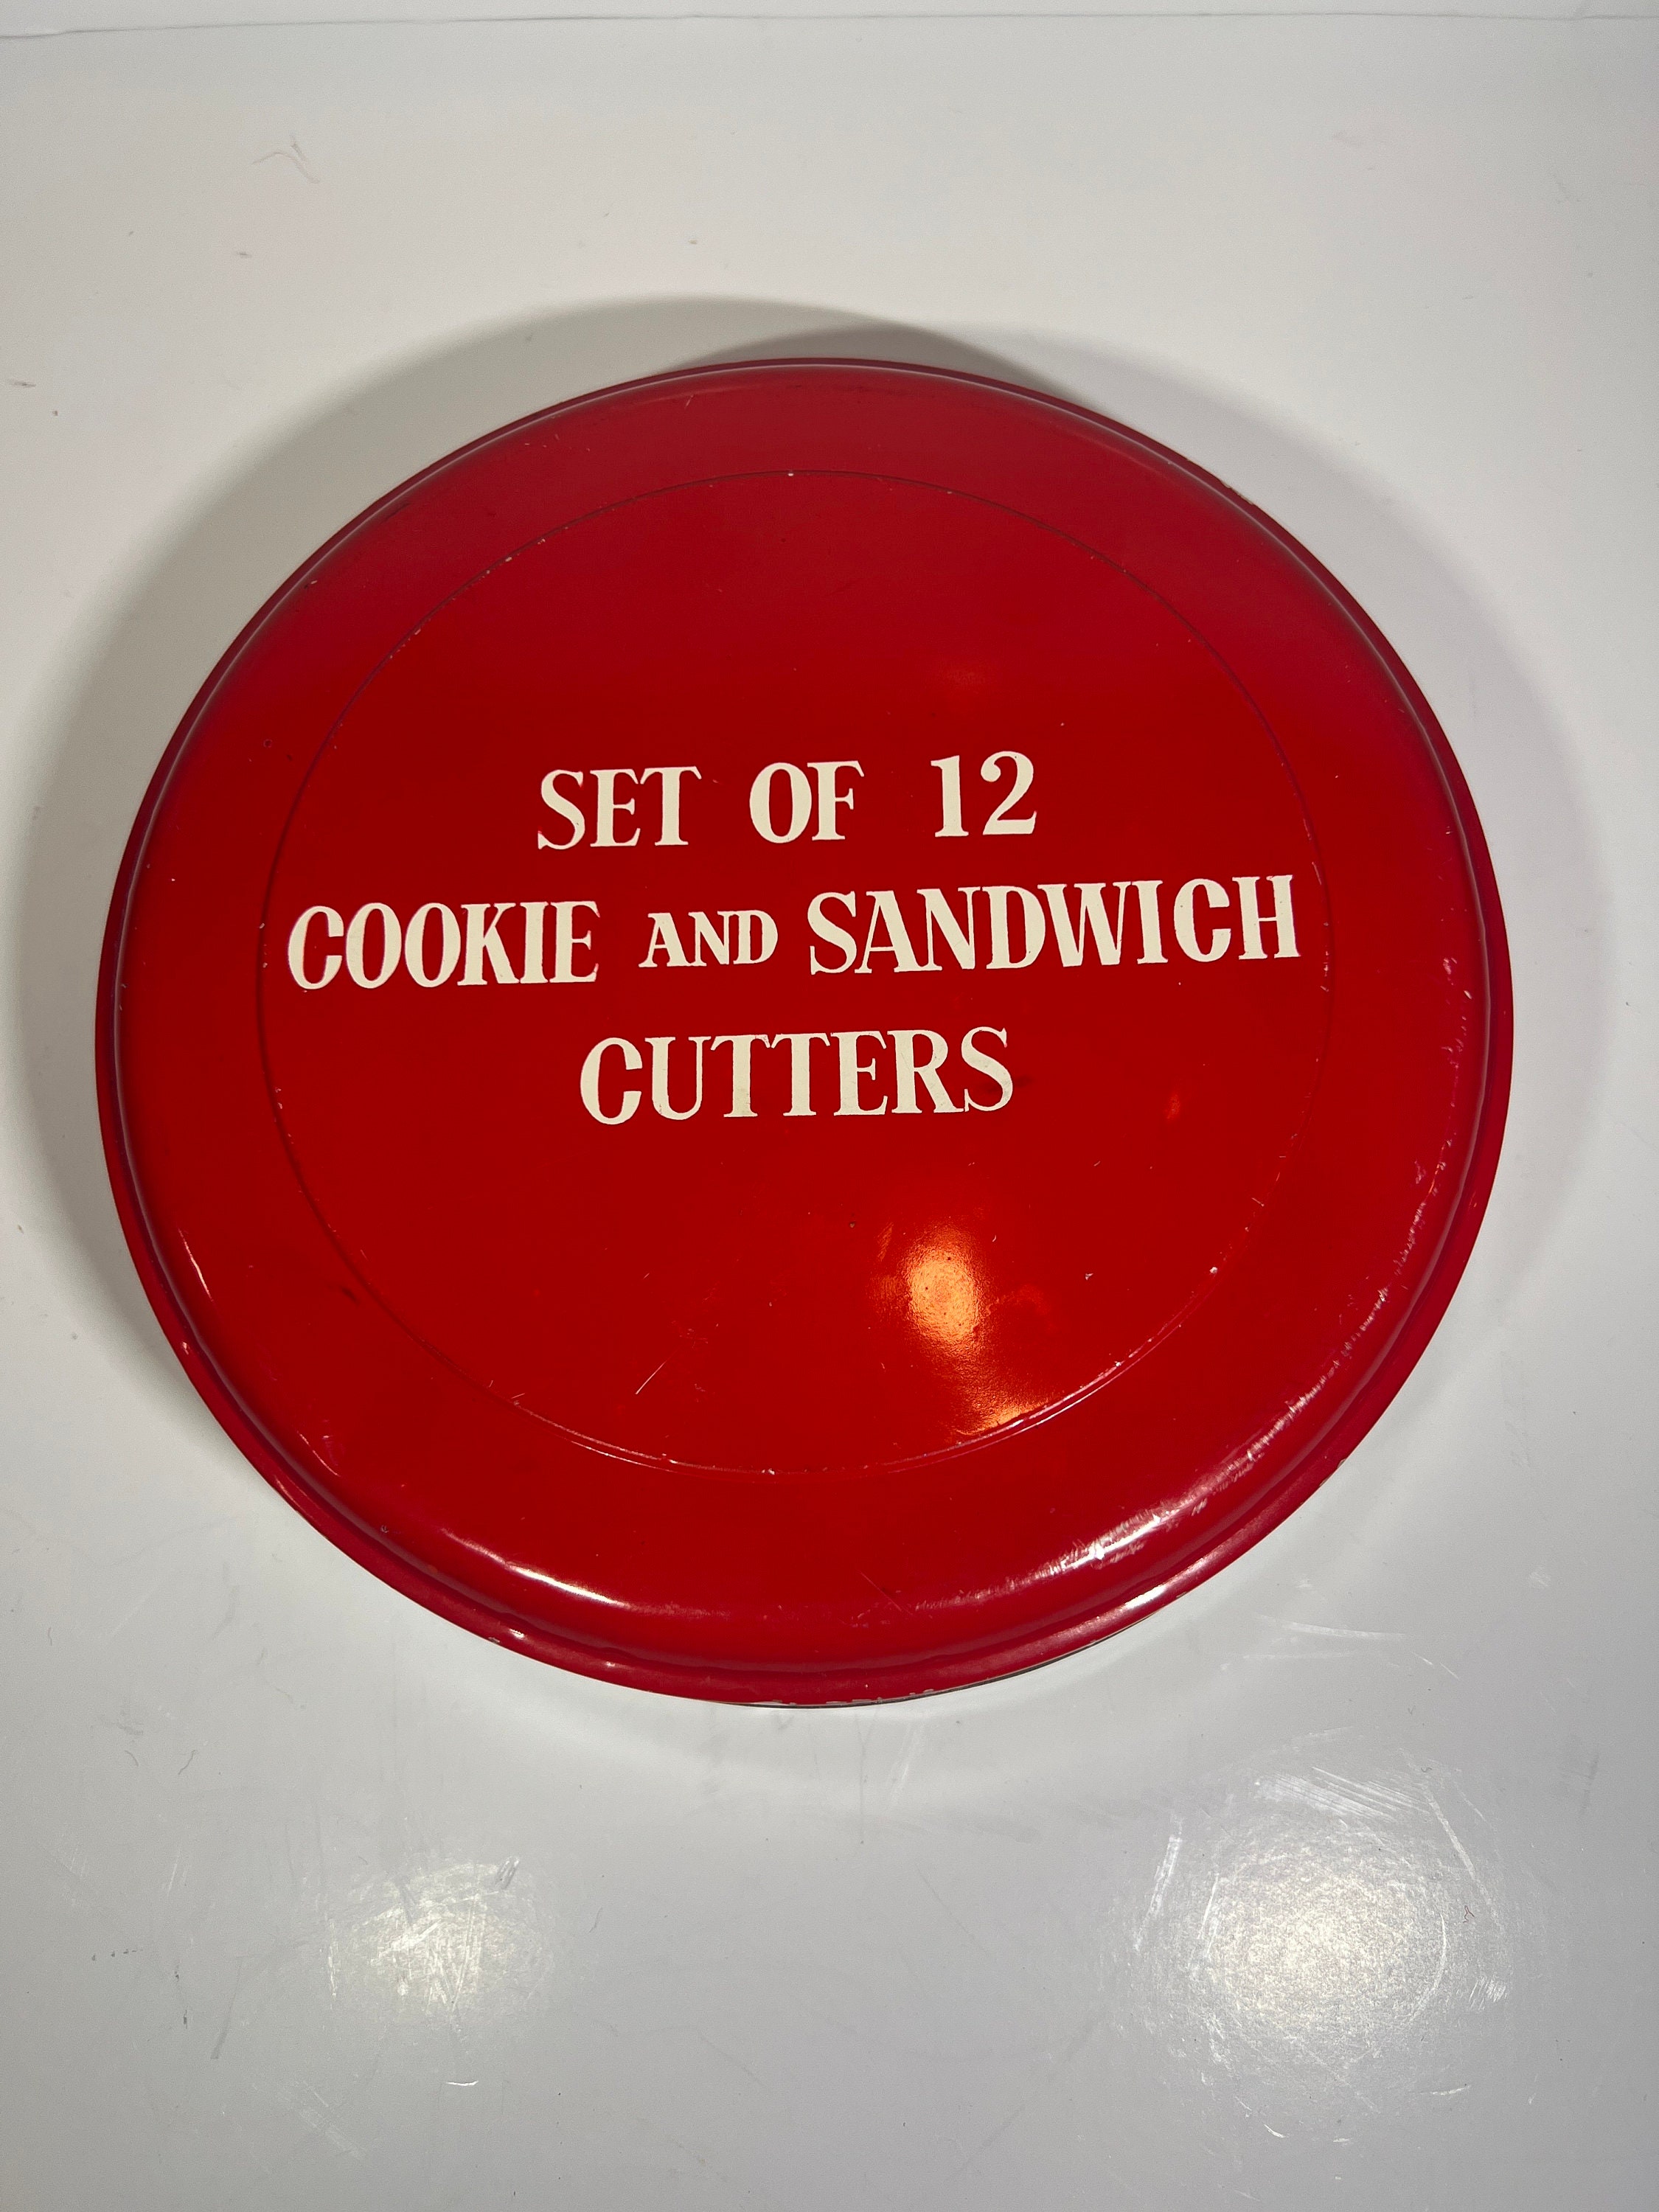 SET OF 12
COOKIE AND SANDWICH
CUTTERS